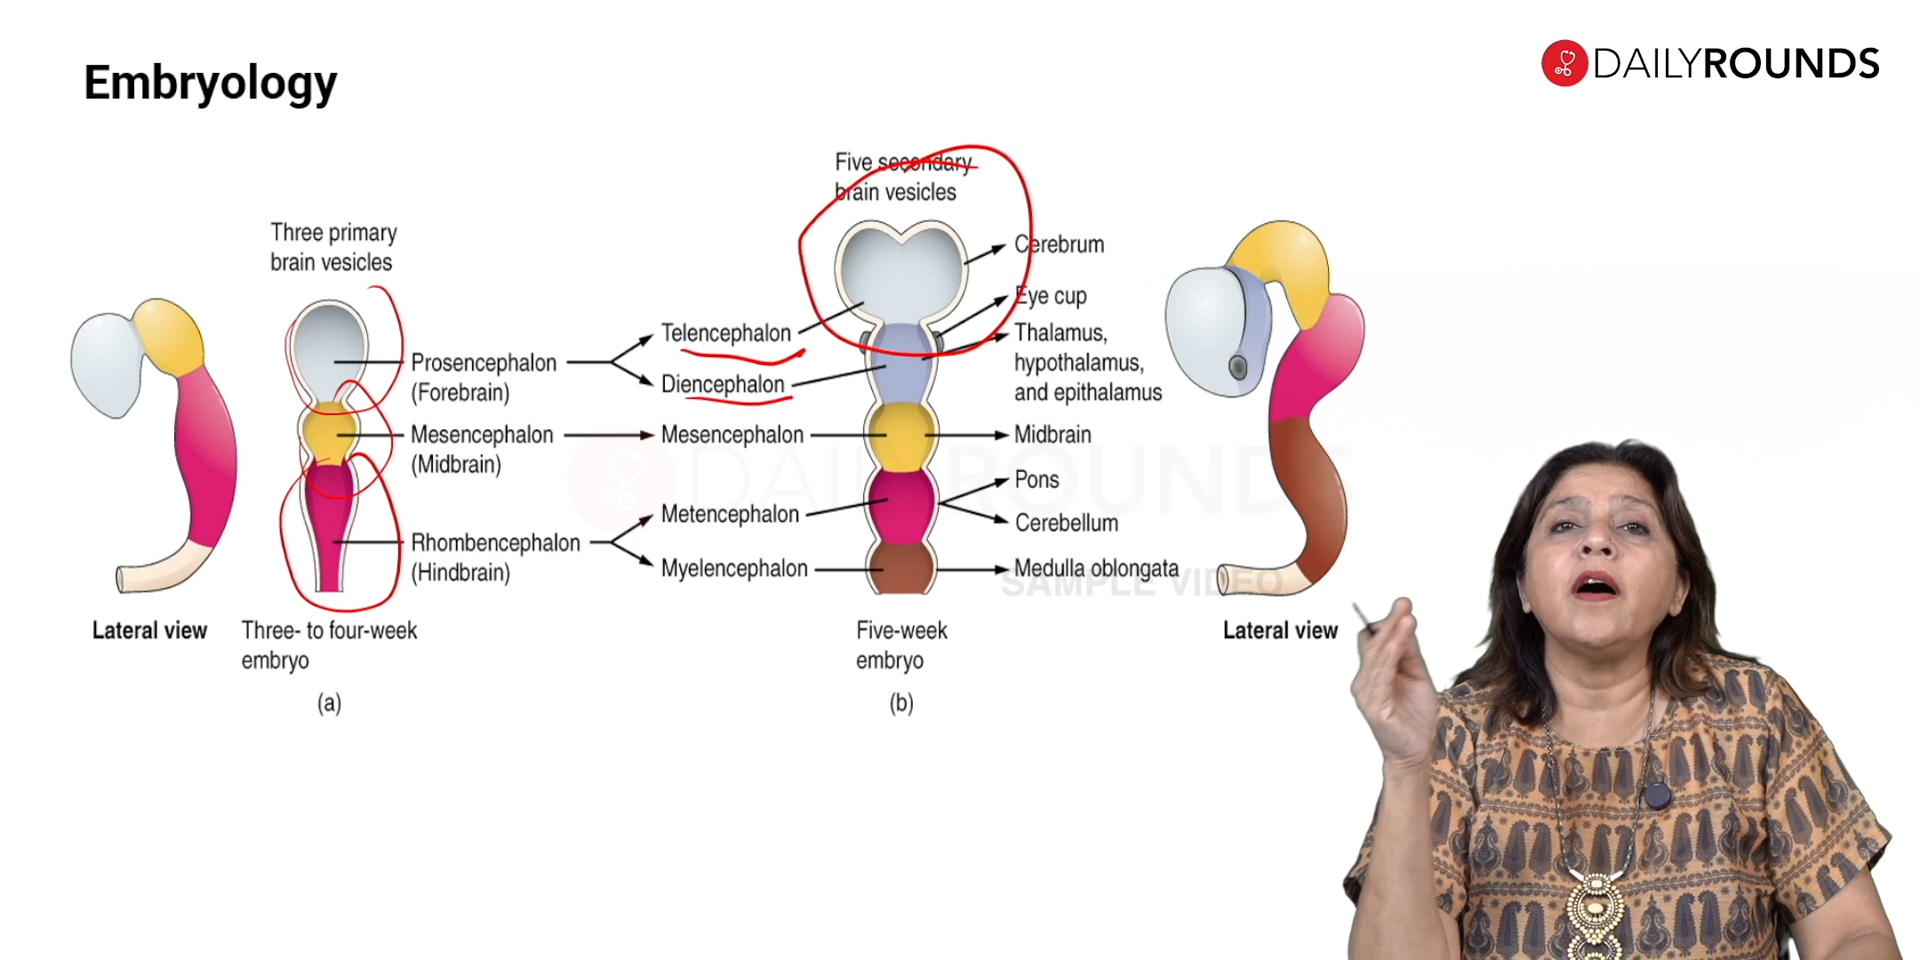 Embryology
DAILYROUNDS
Three primary
brain vesicles
Five secondary
brain vesicles
Prosencephalon
(Forebrain)
Mesencephalon
(Midbrain)
Rhombencephalon
(Hindbrain)
Telencephalon
Diencephalon
Mesencephalon
Metencephalon
Myelencephalon
Cerebrum
Eye cup
Thalamus,
hypothalamus,
and epithalamus
Midbrain
Pons
Cerebellum
Medulla oblongata
DAILYROUNDS
SAMPLE VIDEO
Lateral view
Three- to four-week
embryo
(a)
Five-week
embryo
(b)
Lateral view